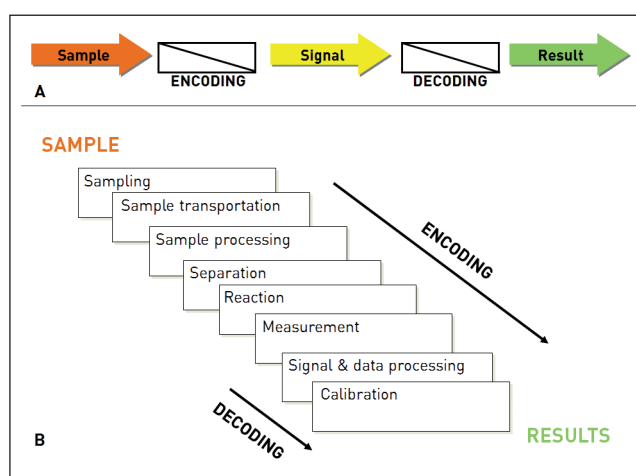 Sample
Signal
Result
ENCODING
DECODING
A
SAMPLE
Sampling
Sample transportation
Sample processing
Separation
Reaction
Measurement
Signal & data processing
Calibration
ENCODING
DECODING
B
RESULTS